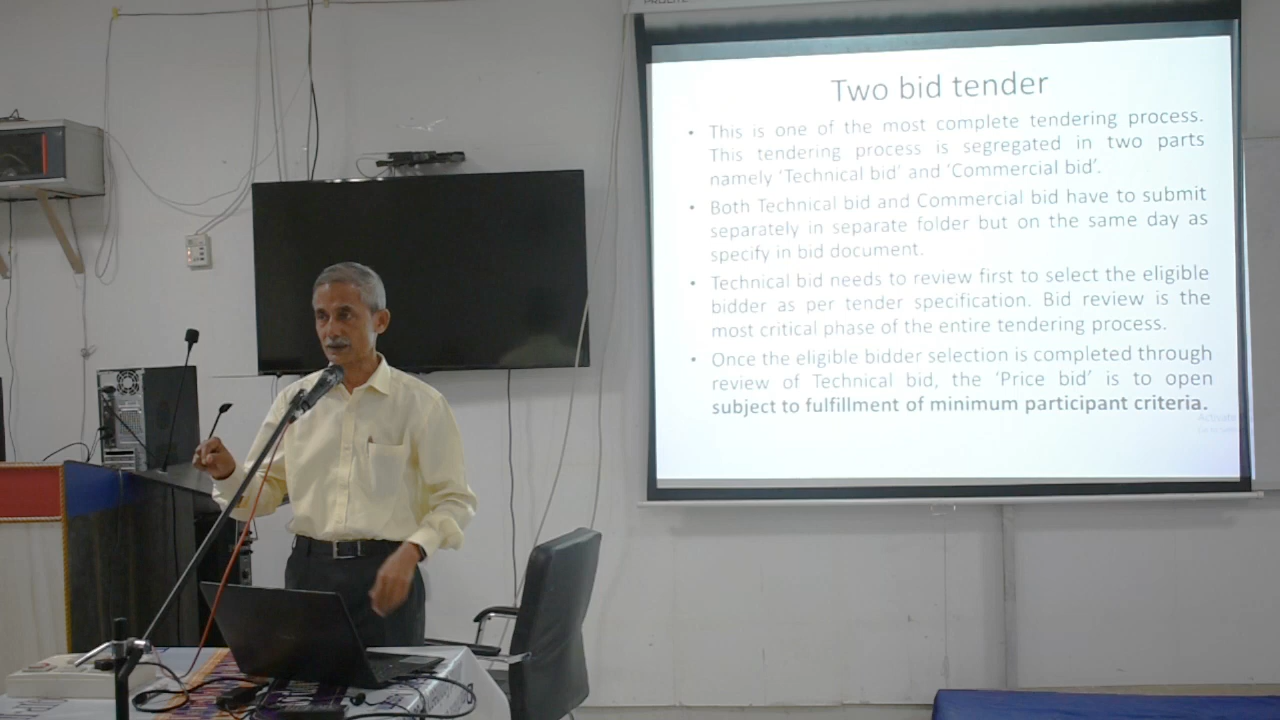 Two bid tender
• This is one of the most complete tendering process.
This tendering process is segregated in two parts
namely ‘Technical bid’ and ‘Commercial bid’.
• Both Technical bid and Commercial bid have to submit
separately in separate folder but on the same day as
specify in bid document.
• Technical bid needs to review first to select the eligible
bidder as per tender specification. Bid review is the
most critical phase of the entire tendering process.
• Once the eligible bidder selection is completed through
review of Technical bid, the ‘Price bid’ is to open
subject to fulfillment of minimum participant criteria.
Activate